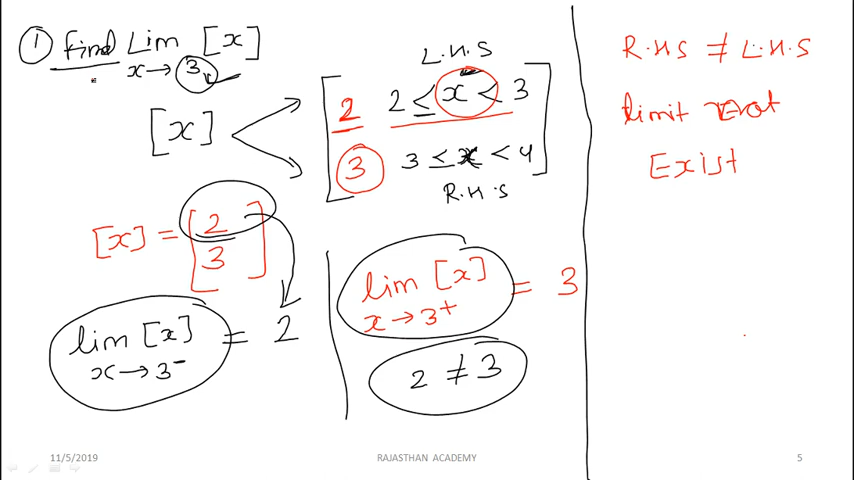 ① find Lim [x]
x → 3
L.H.S
[x]
2 2 ≤ x < 3
3 3 ≤ x < 4
R.H.S
[x] = [2
3]
lim [x] = 2
x → 3⁻
lim [x] = 3
x → 3⁺
2 ≠ 3
R.H.S ≠ L.H.S
limit not
Exist
11/5/2019
RAJASTHAN ACADEMY
5